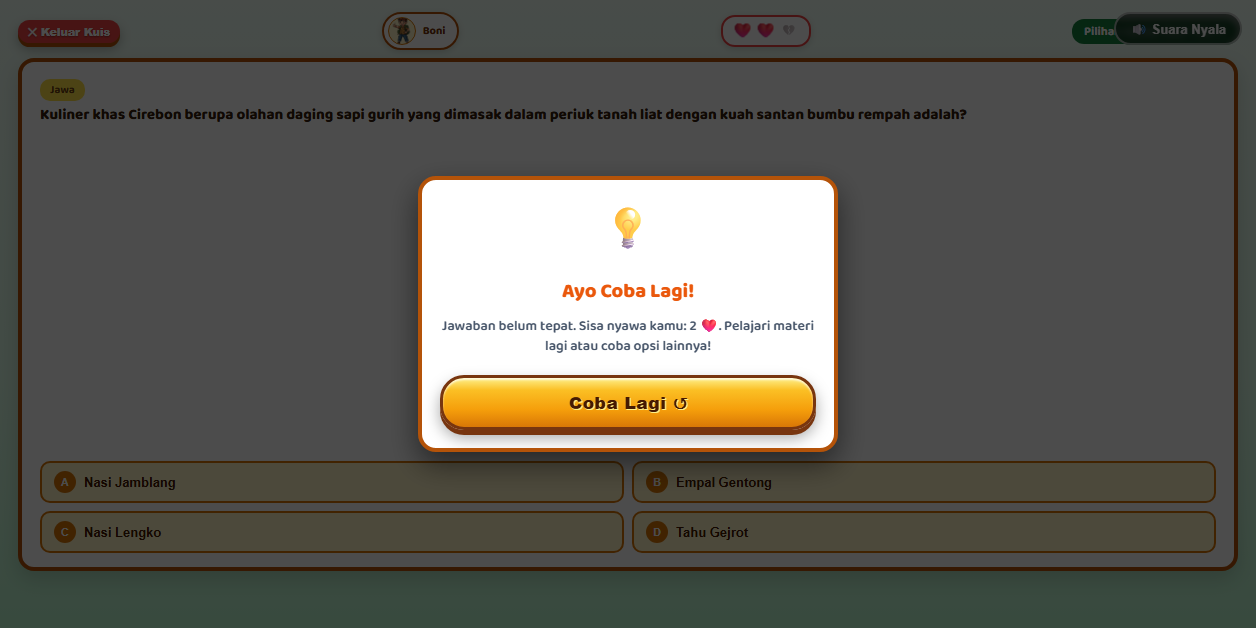 Keluar Kuis
Boni
Piliha
Suara Nyala
Jawa
Kuliner khas Cirebon berupa olahan daging sapi gurih yang dimasak dalam periuk tanah liat dengan kuah santan bumbu rempah adalah?
Ayo Coba Lagi!
Jawaban belum tepat. Sisa nyawa kamu: 2 💔. Pelajari materi
lagi atau coba opsi lainnya!
Coba Lagi ↺
A Nasi Jamblang
B Empal Gentong
C Nasi Lengko
D Tahu Gejrot